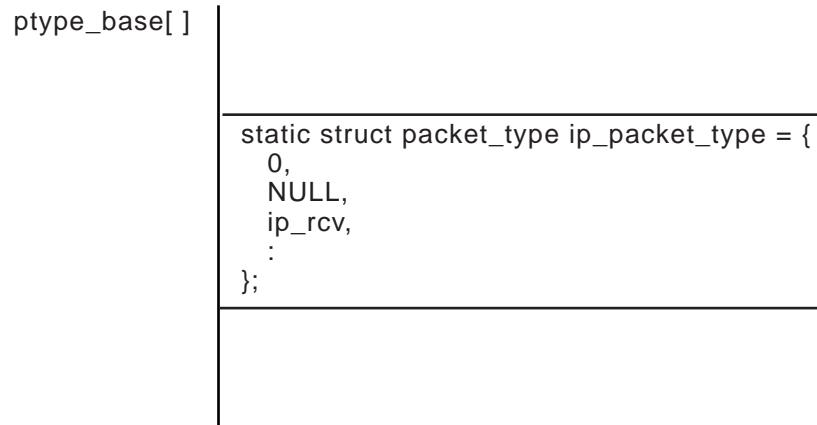 ptype_base[ ]
static struct packet_type ip_packet_type = {
0,
NULL,
ip_rcv,
:
};